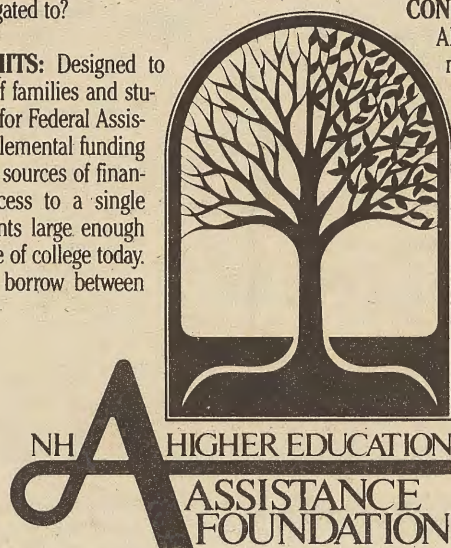 gated to?
HITS: Designed to
f families and stu-
for Federal Assis-
lemental funding
sources of finan-
cess to a single
nts large enough
e of college today.
borrow between
CON
NH A HIGHER EDUCATION
ASSISTANCE
FOUNDATION